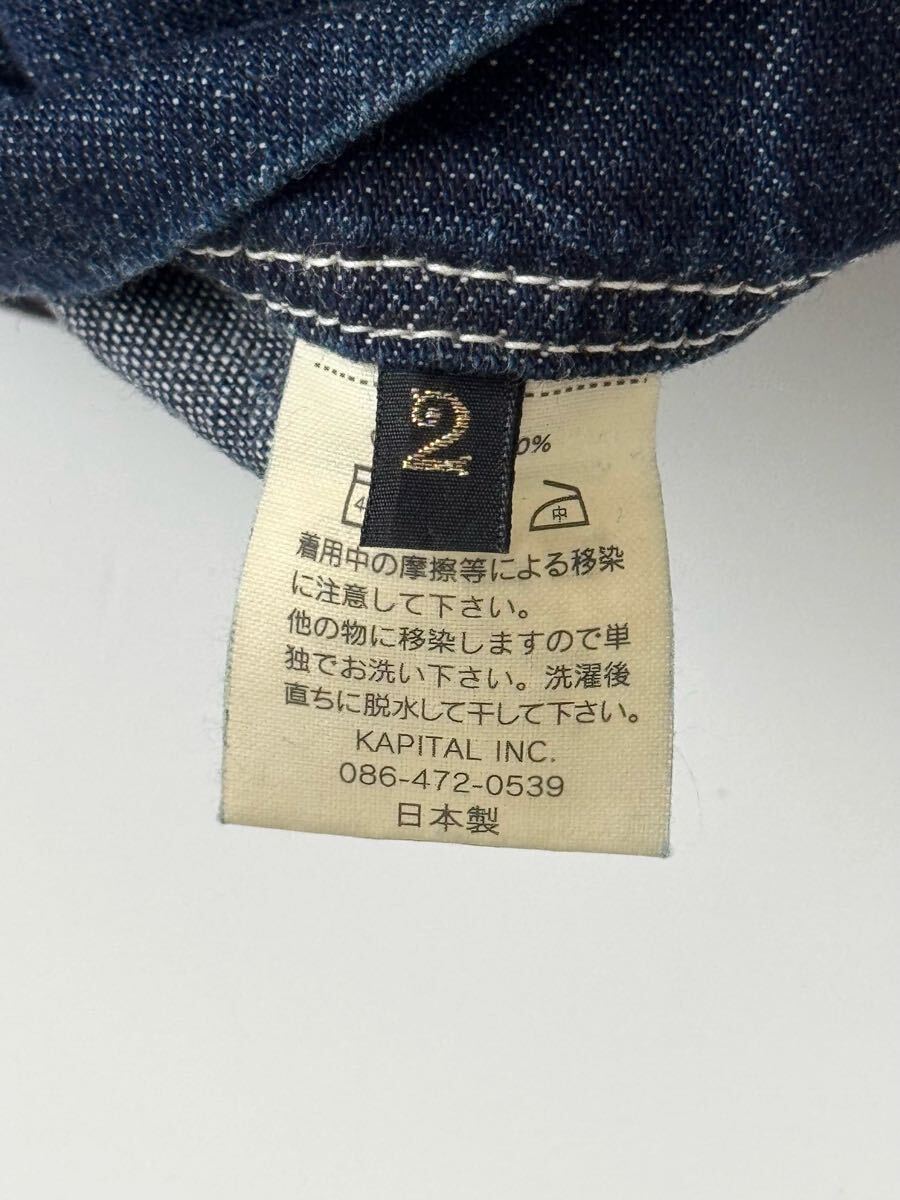 2
0%
4
中
着用中の摩擦等による移染
に注意して下さい。
他の物に移染しますので単
独でお洗い下さい。洗濯後
直ちに脱水して干して下さい。
KAPITAL INC.
086-472-0539
日本製